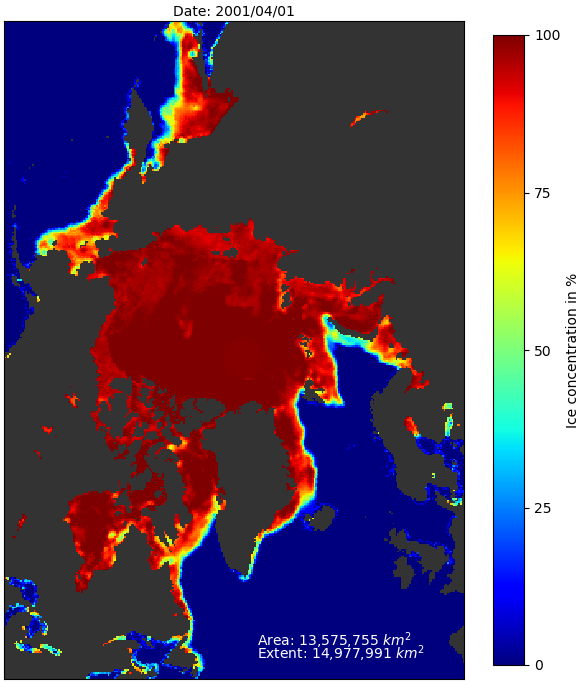 Date: 2001/04/01
100
75
50
25
0
Ice concentration in %
Area: 13,575,755 km²
Extent: 14,977,991 km²